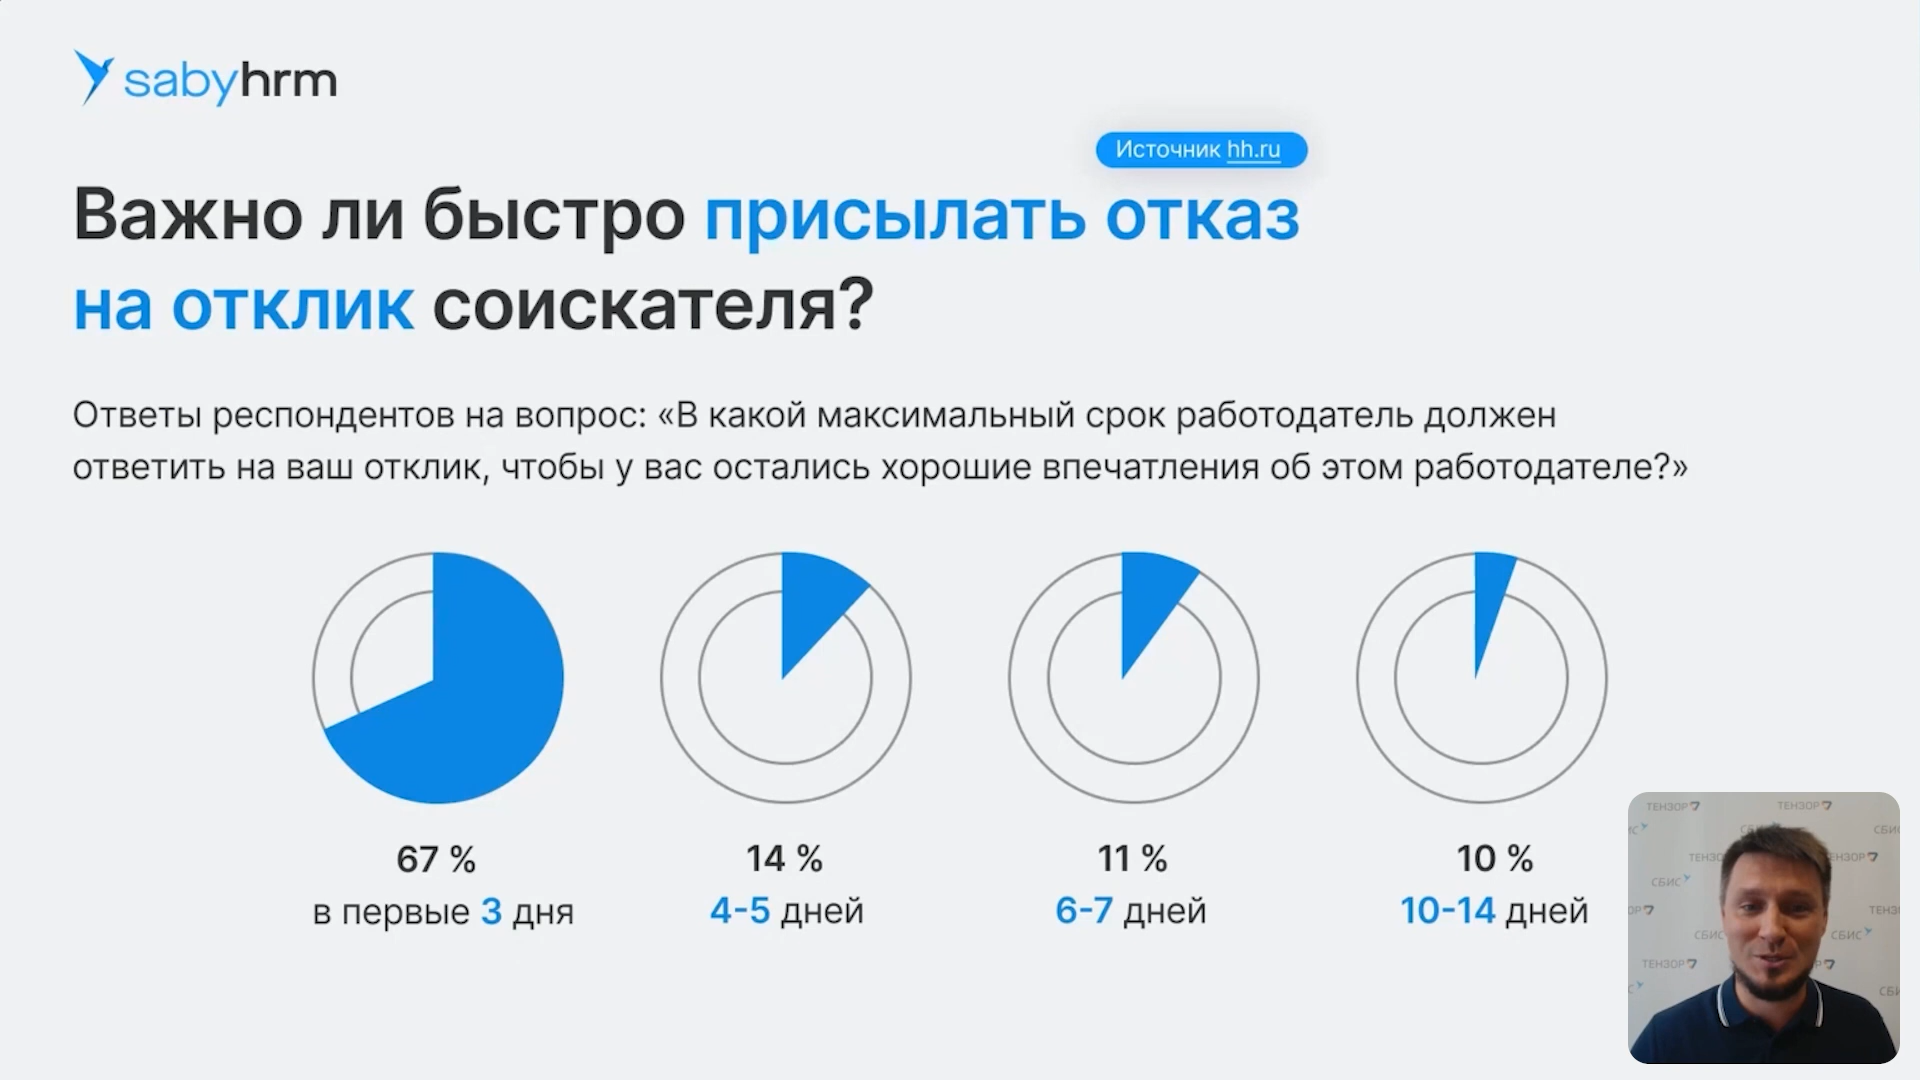 sabyhrm
Источник hh.ru
Важно ли быстро присылать отказ
на отклик соискателя?
Ответы респондентов на вопрос: «В какой максимальный срок работодатель должен
ответить на ваш отклик, чтобы у вас остались хорошие впечатления об этом работодателе?»
67 %
в первые 3 дня
14 %
4-5 дней
11 %
6-7 дней
10 %
10-14 дней
ТЕНЗОР ТЕНЗОР
СБИС
ТЕНЗОР
СБИС СБИС
ТЕНЗОР